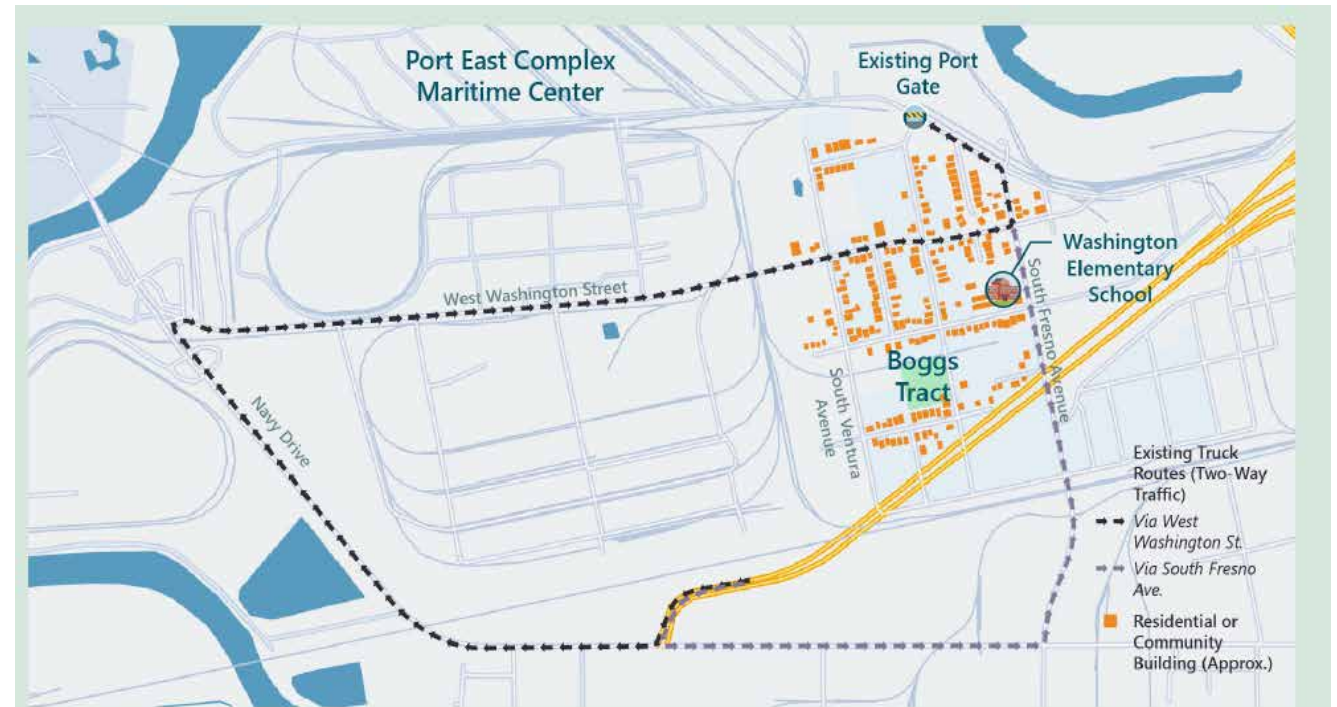 Port East Complex
Maritime Center
Existing Port
Gate
Washington
Elementary
School
West Washington Street
South Fresno Avenue
Boggs
Tract
South Ventura
Avenue
Navy Drive
Existing Truck
Routes (Two-Way
Traffic)
Via West
Washington St.
Via South Fresno
Ave.
Residential or
Community
Building (Approx.)